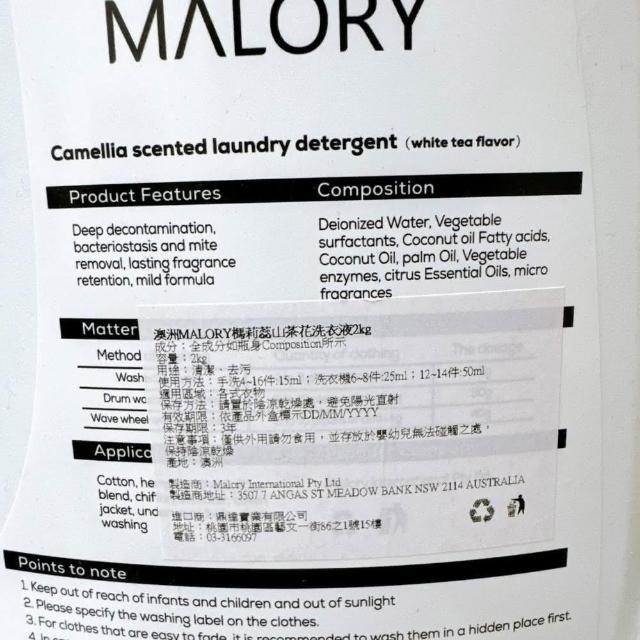 MALORY
Camellia scented laundry detergent (white tea flavor)
Product Features
Deep decontamination,
bacteriostasis and mite
removal, lasting fragrance
retention, mild formula
Composition
Deionized Water, Vegetable
surfactants, Coconut oil Fatty acids,
Coconut Oil, palm Oil, Vegetable
enzymes, citrus Essential Oils, micro
fragrances
Matter
Method
Wash
Wave wheel
澳洲MALORY瑪莉蕊山茶花洗衣液2kg
成分：全成分如瓶身Composition所示
容量：2kg
用途：清潔、去污
使用方法：手洗4~16件:15ml；洗衣機6~8件:25ml；12~14件:50ml
適用區域：各式衣物
保存方法：請置於陰涼乾燥處，避免陽光直射
有效期限：依產品外盒標示DD/MM/YYYY
保存期限：3年
注意事項：僅供外用請勿食用，並存放於嬰幼兒無法碰觸之處，
保持陰涼乾燥
產地：澳洲
製造商：Malory International Pty Ltd
製造商地址：3507 7 ANGAS ST MEADOW BANK NSW 2114 AUSTRALIA
進口商：鼎達實業有限公司
地址：桃園市桃園區藝文一街86之1號15樓
電話：03-3166097
Cotton, he
blend, chif
jacket, und
washing
Points to note
1. Keep out of reach of infants and children and out of sunlight
2. Please specify the washing label on the clothes.
3. For clothes that are easy to fade, it is recommended to wash them in a hidden place first.